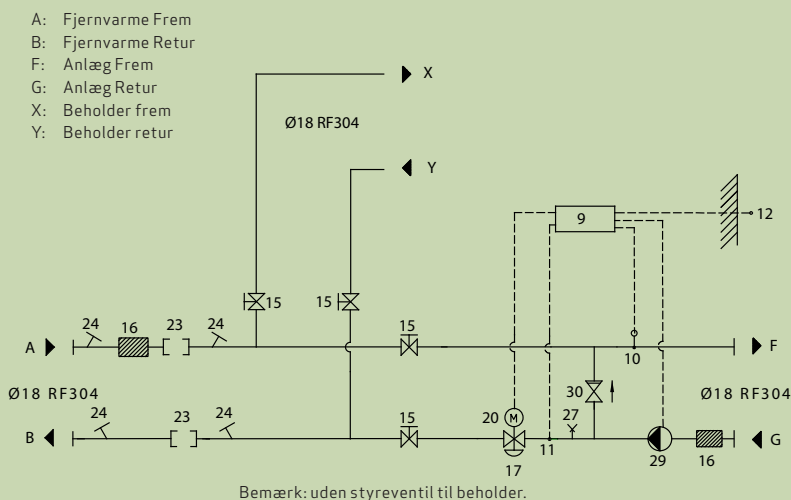 A: Fjernvarme Frem
B: Fjernvarme Retur
F: Anlæg Frem
G: Anlæg Retur
X: Beholder frem
Y: Beholder retur
X
Ø18 RF304
Y
9
12
15
15
24
16
23
24
15
A
F
10
Ø18 RF304
30
Ø18 RF304
24
23
24
15
20
M
27
B
G
11
17
29
16
Bemærk: uden styreventil til beholder.